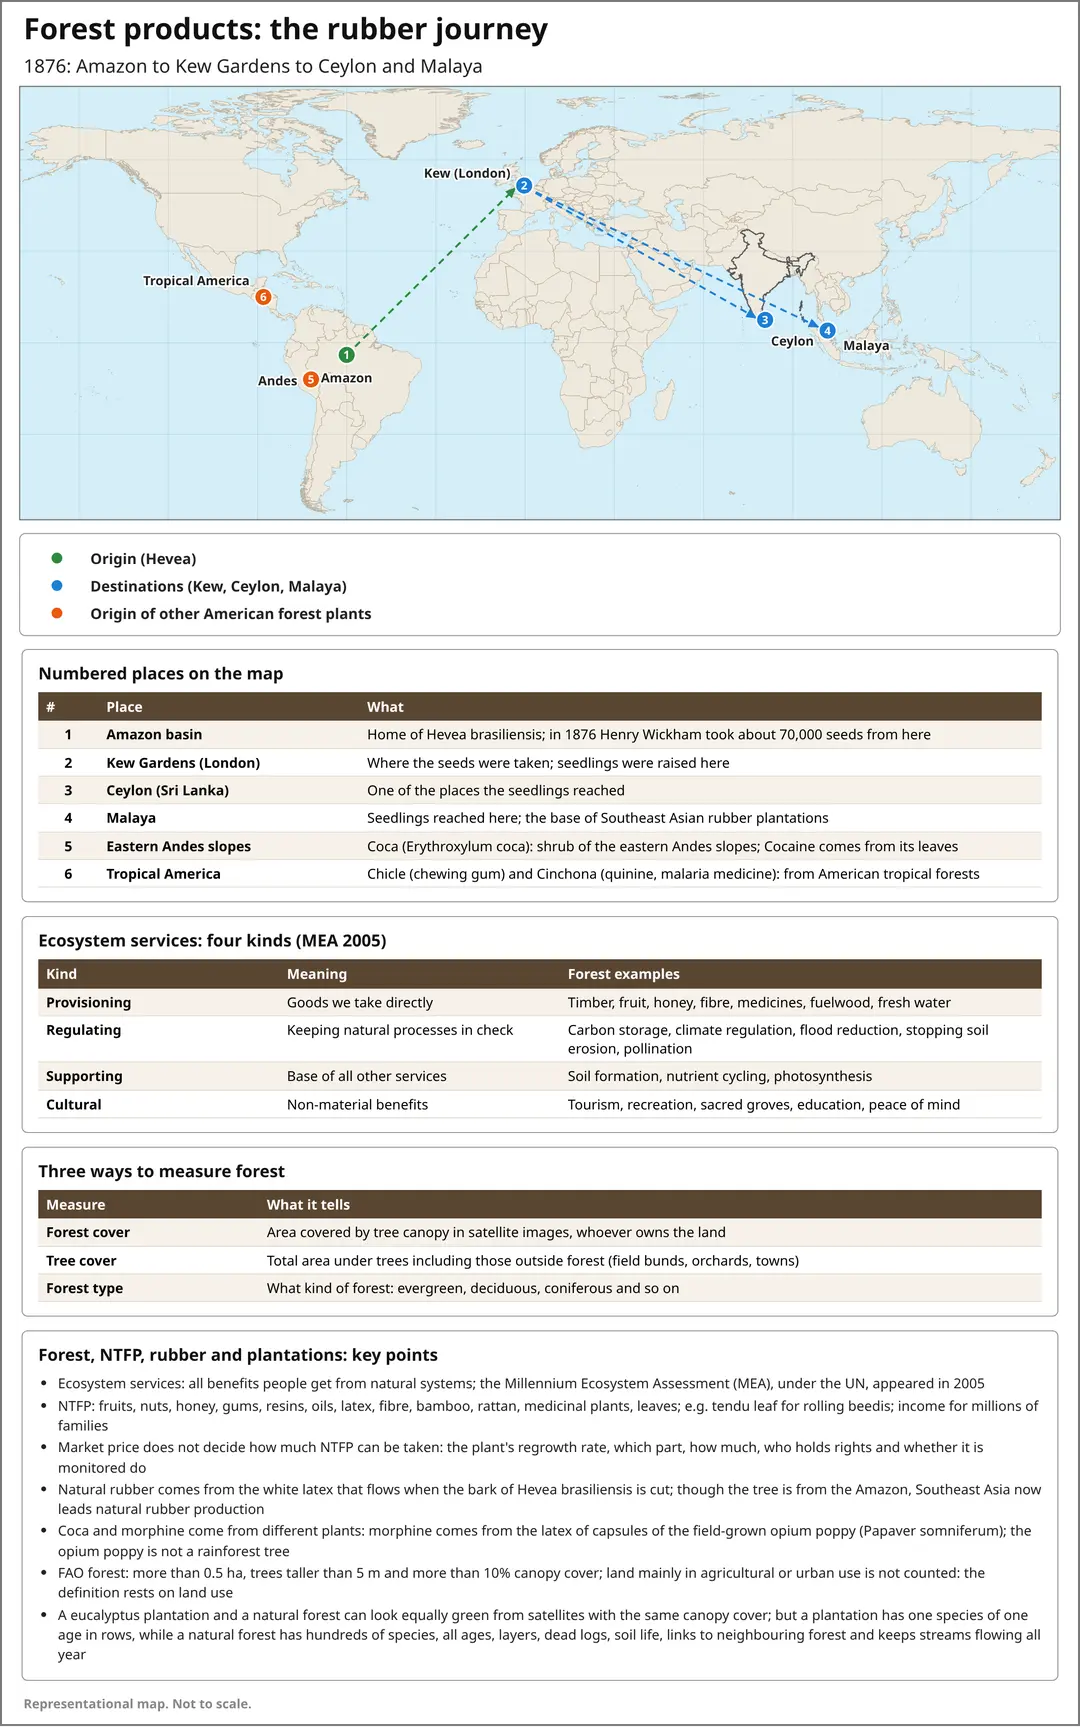 Forest products: the rubber journey
1876: Amazon to Kew Gardens to Ceylon and Malaya
Kew (London)
2
Tropical America
6
3
4
Ceylon
Malaya
1
Andes
5
Amazon
Origin (Hevea)
Destinations (Kew, Ceylon, Malaya)
Origin of other American forest plants
Numbered places on the map
# Place What
1 Amazon basin Home of Hevea brasiliensis; in 1876 Henry Wickham took about 70,000 seeds from here
2 Kew Gardens (London) Where the seeds were taken; seedlings were raised here
3 Ceylon (Sri Lanka) One of the places the seedlings reached
4 Malaya Seedlings reached here; the base of Southeast Asian rubber plantations
5 Eastern Andes slopes Coca (Erythroxylum coca): shrub of the eastern Andes slopes; Cocaine comes from its leaves
6 Tropical America Chicle (chewing gum) and Cinchona (quinine, malaria medicine): from American tropical forests
Ecosystem services: four kinds (MEA 2005)
Kind Meaning Forest examples
Provisioning Goods we take directly Timber, fruit, honey, fibre, medicines, fuelwood, fresh water
Regulating Keeping natural processes in check Carbon storage, climate regulation, flood reduction, stopping soil
erosion, pollination
Supporting Base of all other services Soil formation, nutrient cycling, photosynthesis
Cultural Non-material benefits Tourism, recreation, sacred groves, education, peace of mind
Three ways to measure forest
Measure What it tells
Forest cover Area covered by tree canopy in satellite images, whoever owns the land
Tree cover Total area under trees including those outside forest (field bunds, orchards, towns)
Forest type What kind of forest: evergreen, deciduous, coniferous and so on
Forest, NTFP, rubber and plantations: key points
• Ecosystem services: all benefits people get from natural systems; the Millennium Ecosystem Assessment (MEA), under the UN, appeared in 2005
• NTFP: fruits, nuts, honey, gums, resins, oils, latex, fibre, bamboo, rattan, medicinal plants, leaves; e.g. tendu leaf for rolling beedis; income for millions of
families
• Market price does not decide how much NTFP can be taken: the plant's regrowth rate, which part, how much, who holds rights and whether it is
monitored do
• Natural rubber comes from the white latex that flows when the bark of Hevea brasiliensis is cut; though the tree is from the Amazon, Southeast Asia now
leads natural rubber production
• Coca and morphine come from different plants: morphine comes from the latex of capsules of the field-grown opium poppy (Papaver somniferum); the
opium poppy is not a rainforest tree
• FAO forest: more than 0.5 ha, trees taller than 5 m and more than 10% canopy cover; land mainly in agricultural or urban use is not counted: the
definition rests on land use
• A eucalyptus plantation and a natural forest can look equally green from satellites with the same canopy cover; but a plantation has one species of one
age in rows, while a natural forest has hundreds of species, all ages, layers, dead logs, soil life, links to neighbouring forest and keeps streams flowing all
year
Representational map. Not to scale.